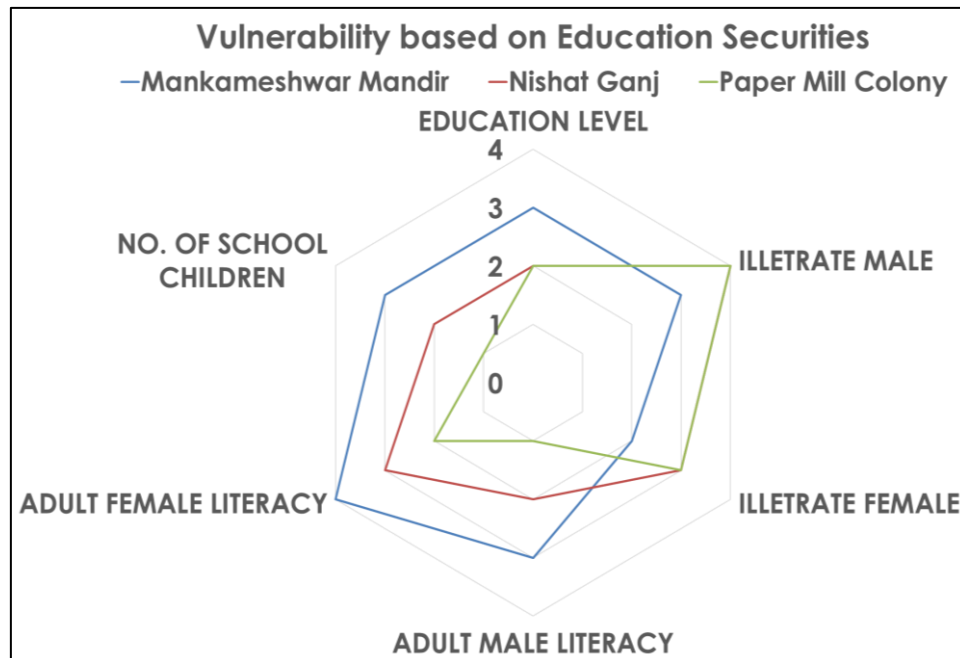 Vulnerability based on Education Securities
Mankameshwar Mandir Nishat Ganj Paper Mill Colony
EDUCATION LEVEL
4
3
2
1
0
NO. OF SCHOOL
CHILDREN
ILLETRATE MALE
ADULT FEMALE LITERACY
ILLETRATE FEMALE
ADULT MALE LITERACY